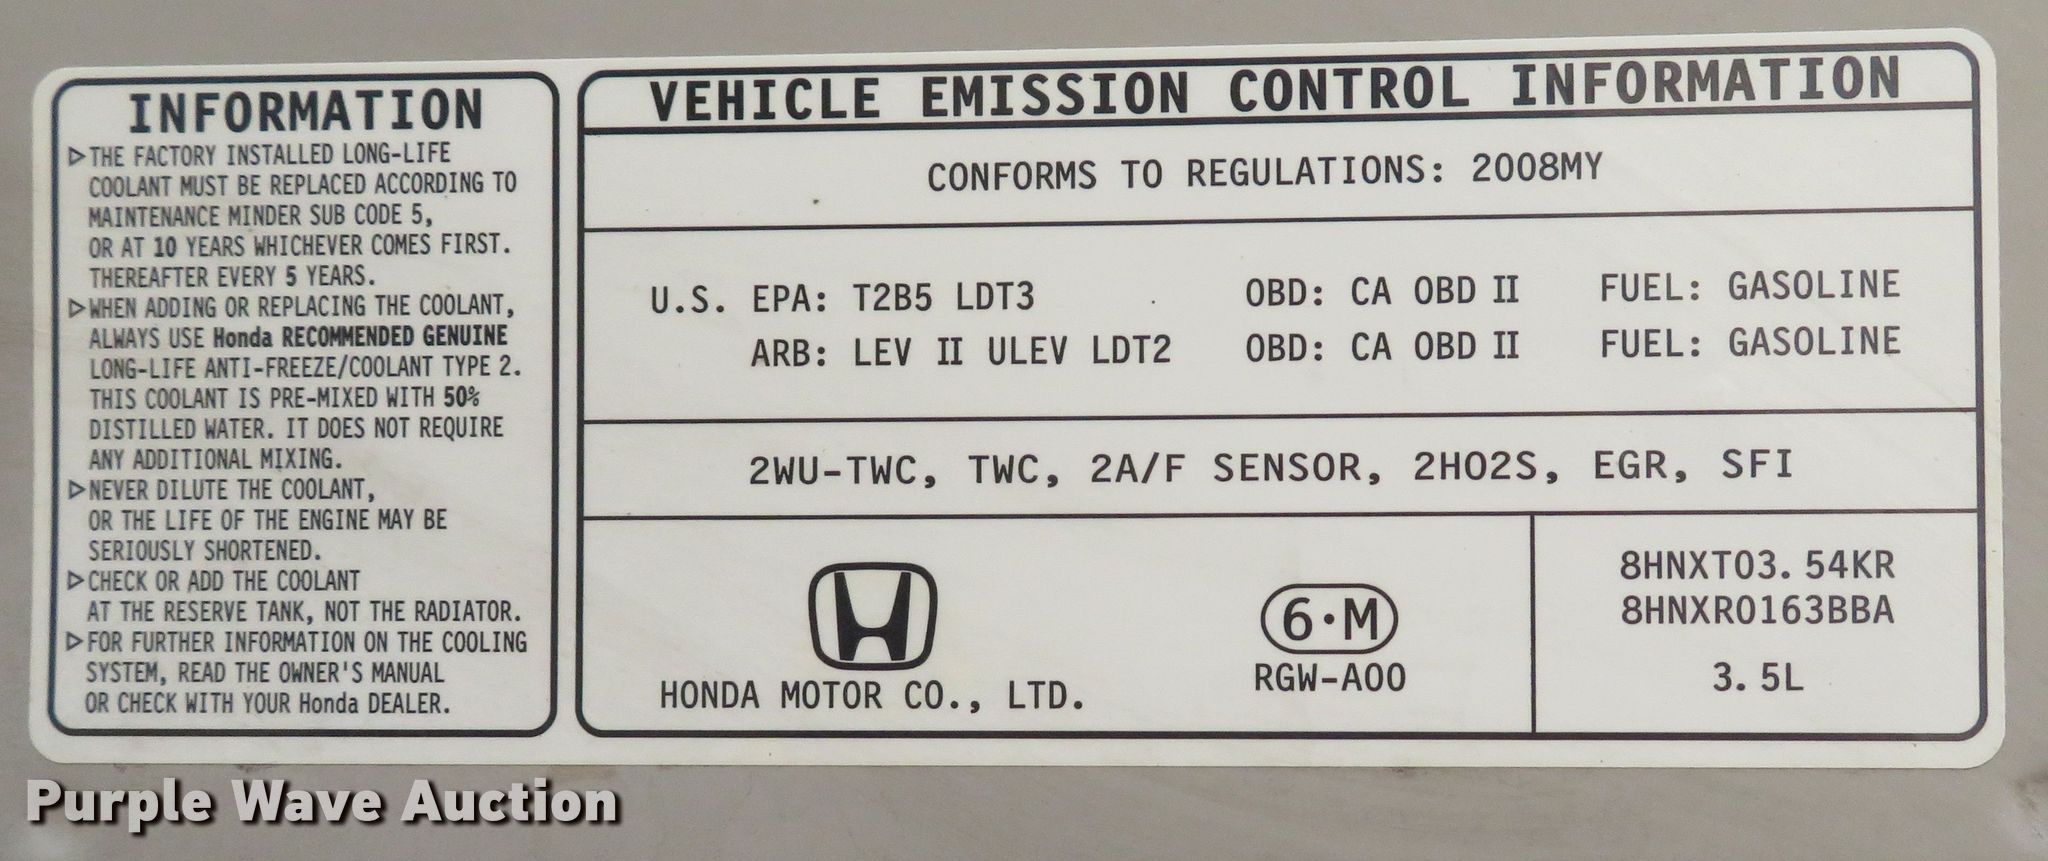 INFORMATION
▷THE FACTORY INSTALLED LONG-LIFE
COOLANT MUST BE REPLACED ACCORDING TO
MAINTENANCE MINDER SUB CODE 5,
OR AT 10 YEARS WHICHEVER COMES FIRST.
THEREAFTER EVERY 5 YEARS.
▷WHEN ADDING OR REPLACING THE COOLANT,
ALWAYS USE Honda RECOMMENDED GENUINE
LONG-LIFE ANTI-FREEZE/COOLANT TYPE 2.
THIS COOLANT IS PRE-MIXED WITH 50%
DISTILLED WATER. IT DOES NOT REQUIRE
ANY ADDITIONAL MIXING.
▷NEVER DILUTE THE COOLANT,
OR THE LIFE OF THE ENGINE MAY BE
SERIOUSLY SHORTENED.
▷CHECK OR ADD THE COOLANT
AT THE RESERVE TANK, NOT THE RADIATOR.
▷FOR FURTHER INFORMATION ON THE COOLING
SYSTEM, READ THE OWNER'S MANUAL
OR CHECK WITH YOUR Honda DEALER.
VEHICLE EMISSION CONTROL INFORMATION
CONFORMS TO REGULATIONS: 2008MY
U.S. EPA: T2B5 LDT3 OBD: CA OBD II FUEL: GASOLINE
ARB: LEV II ULEV LDT2 OBD: CA OBD II FUEL: GASOLINE
2WU-TWC, TWC, 2A/F SENSOR, 2HO2S, EGR, SFI
HONDA MOTOR CO., LTD.
6·M
RGW-A00
8HNXT03.54KR
8HNXR0163BBA
3.5L
Purple Wave Auction